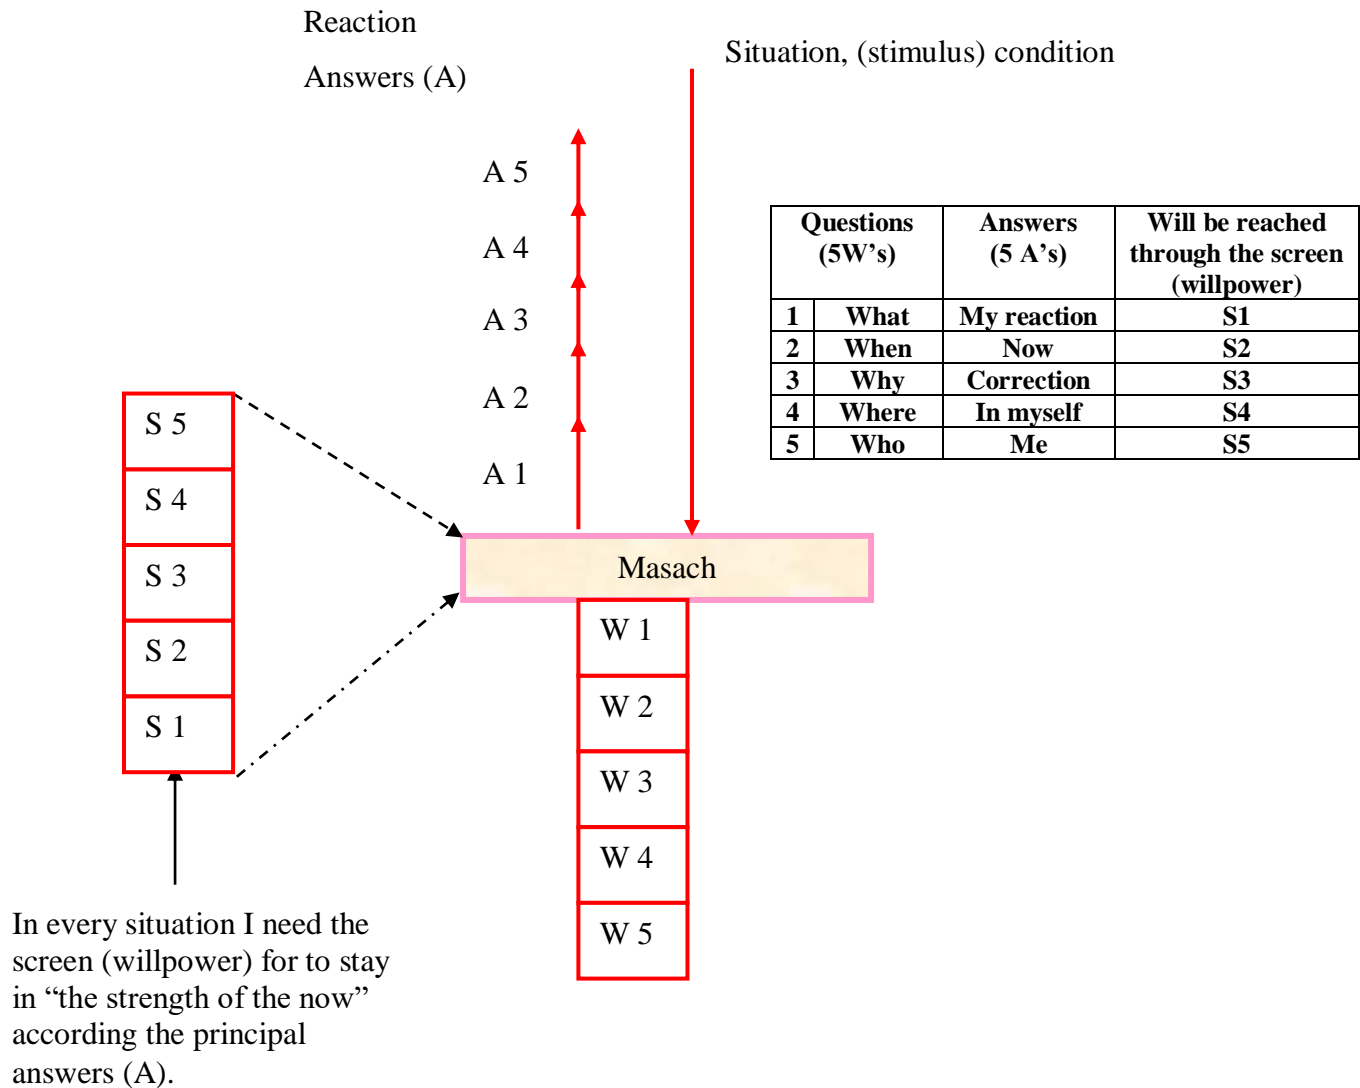 Reaction
Answers (A)
Situation, (stimulus) condition
A 5
A 4
A 3
A 2
A 1
Questions (5W’s) Answers (5 A’s) Will be reached through the screen (willpower)
1 What My reaction S1
2 When Now S2
3 Why Correction S3
4 Where In myself S4
5 Who Me S5
S 5
S 4
S 3
S 2
S 1
Masach
W 1
W 2
W 3
W 4
W 5
In every situation I need the
screen (willpower) for to stay
in “the strength of the now”
according the principal
answers (A).